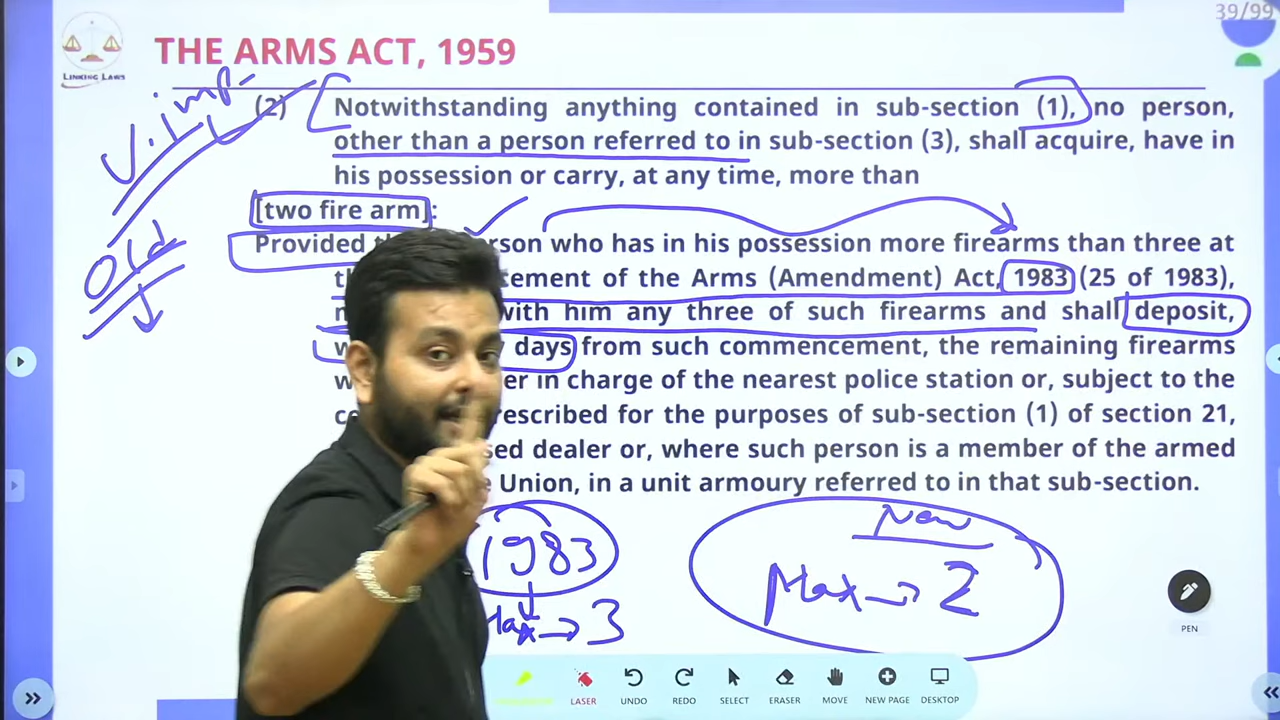 39/99
LINKING LAWS
THE ARMS ACT, 1959
V. imp.
(2) Notwithstanding anything contained in sub-section (1), no person,
other than a person referred to in sub-section (3), shall acquire, have in
his possession or carry, at any time, more than
[two fire arm]:
Old
Provided rson who has in his possession more firearms than three at
cement of the Arms (Amendment) Act, 1983 (25 of 1983),
with him any three of such firearms and shall deposit,
days from such commencement, the remaining firearms
er in charge of the nearest police station or, subject to the
rescribed for the purposes of sub-section (1) of section 21,
sed dealer or, where such person is a member of the armed
Union, in a unit armoury referred to in that sub-section.
1983
Max → 3
New
Max → 2
PEN
LASER
UNDO
REDO
SELECT
ERASER
MOVE
NEW PAGE
DESKTOP